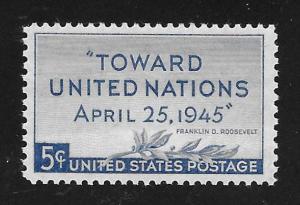 "TOWARD
UNITED NATIONS
APRIL 25, 1945"
FRANKLIN D. ROOSEVELT
5¢ UNITED STATES POSTAGE